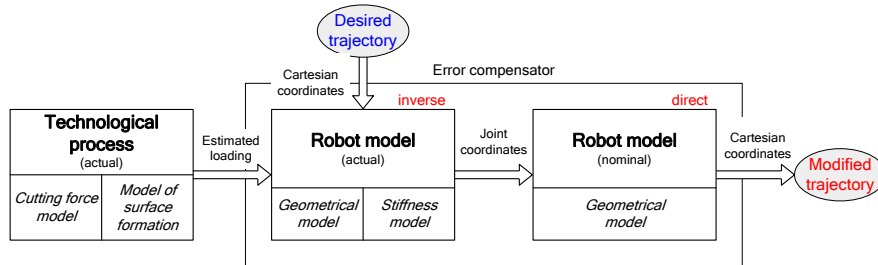 Desired
trajectory
Cartesian
coordinates
Error compensator
inverse
direct
Technological
process
(actual)
Estimated
loading
Robot model
(actual)
Joint
coordinates
Robot model
(nominal)
Cartesian
coordinates
Modified
trajectory
Cutting force
model
Model of
surface
formation
Geometrical
model
Stiffness
model
Geometrical
model